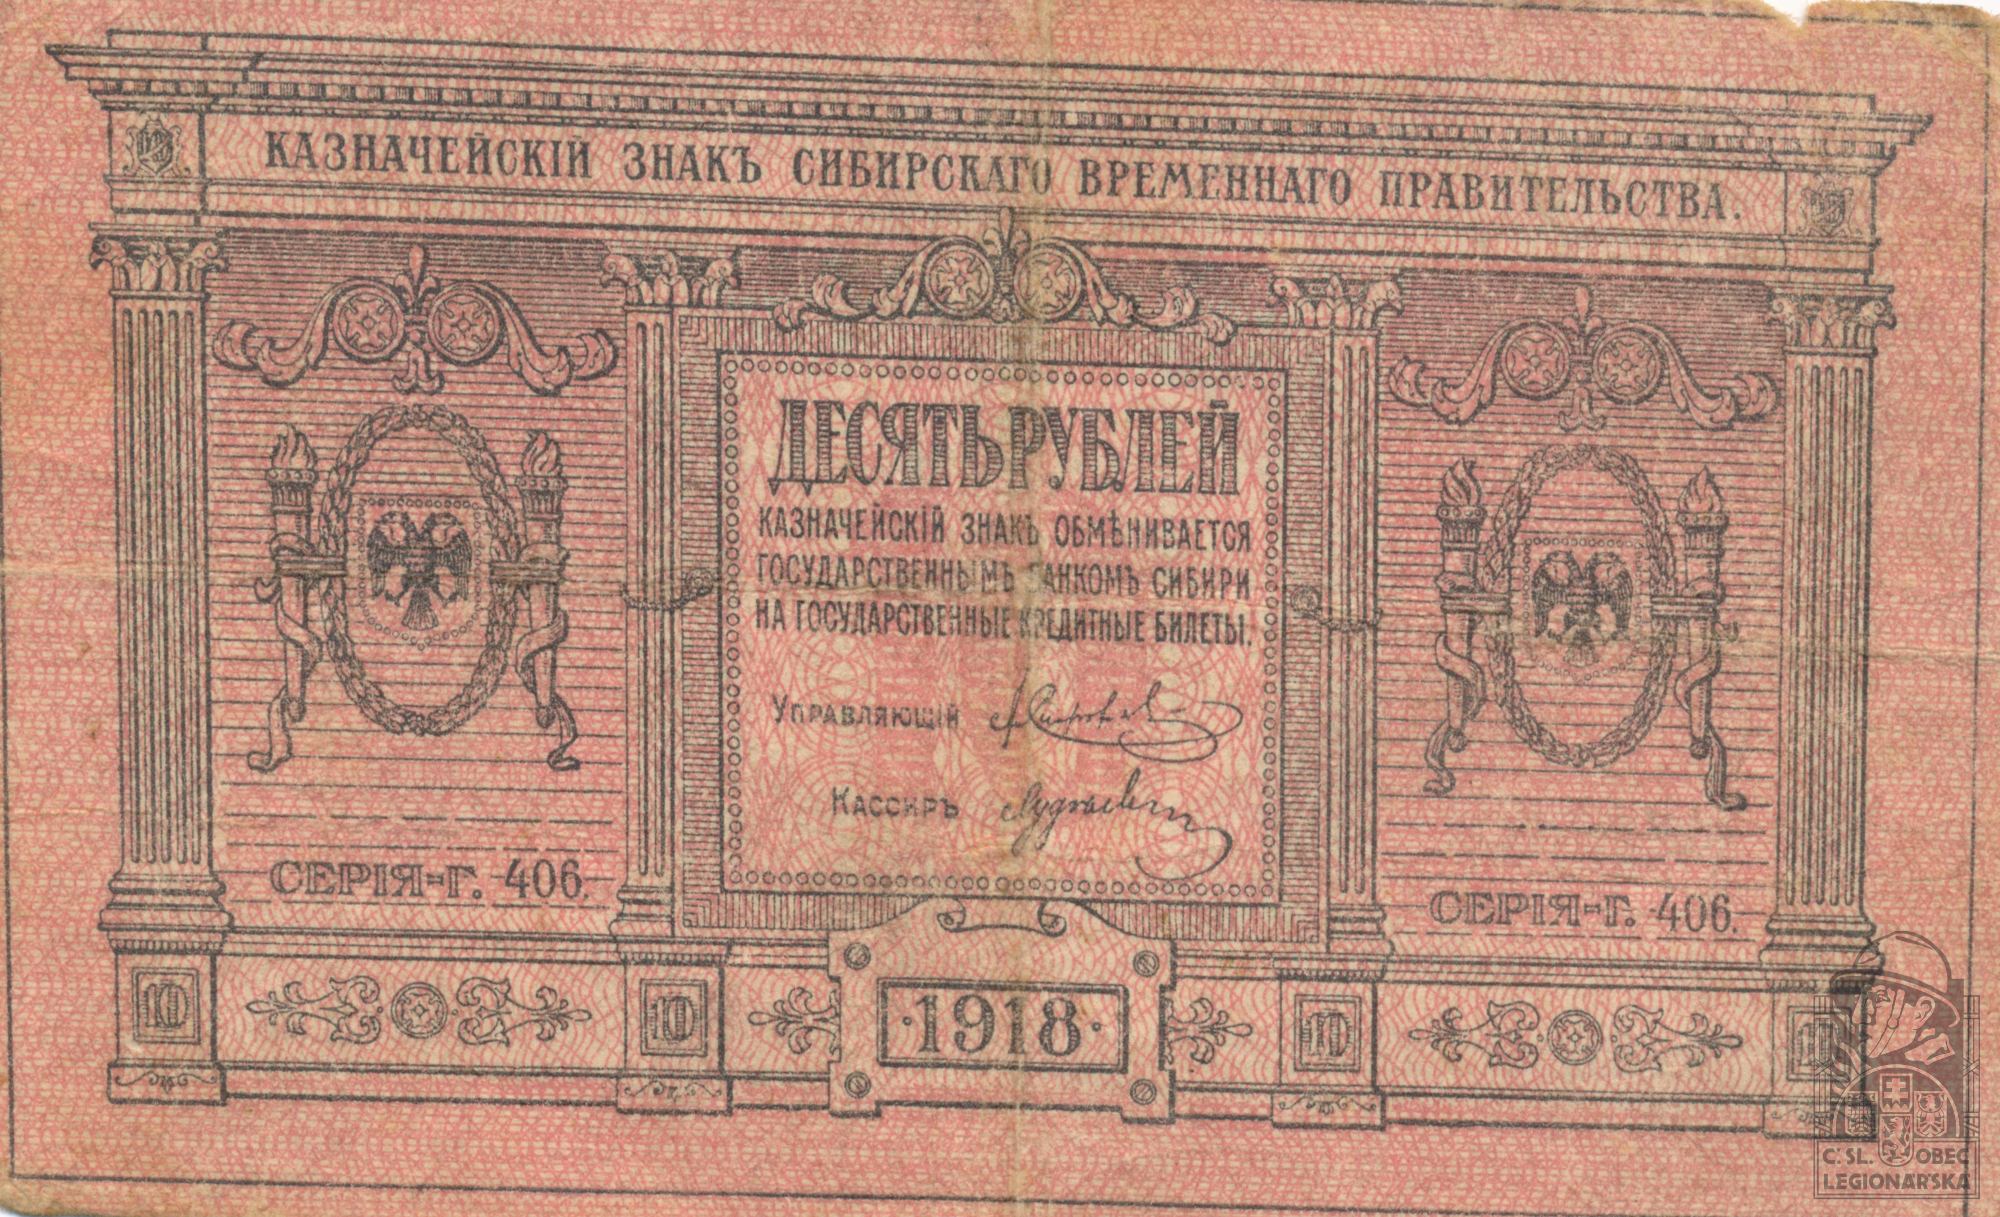 КАЗНАЧЕЙСКІЙ ЗНАКЪ СИБИРСКАГО ВРЕМЕННАГО ПРАВИТЕЛЬСТВА.
ДЕСЯТЬ РУБЛЕЙ
КАЗНАЧЕЙСКІЙ ЗНАКЪ ОБМѢНИВАЕТСЯ
ГОСУДАРСТВЕННЫМЪ БАНКОМЪ СИБИРИ
НА ГОСУДАРСТВЕННЫЕ КРЕДИТНЫЕ БИЛЕТЫ.
УПРАВЛЯЮЩІЙ
КАССИРЪ
СЕРІЯ-Г. 406.
СЕРІЯ-Г. 406.
10
10
·1918·
10
10
Č. SL. OBEC
LEGIONÁŘSKÁ